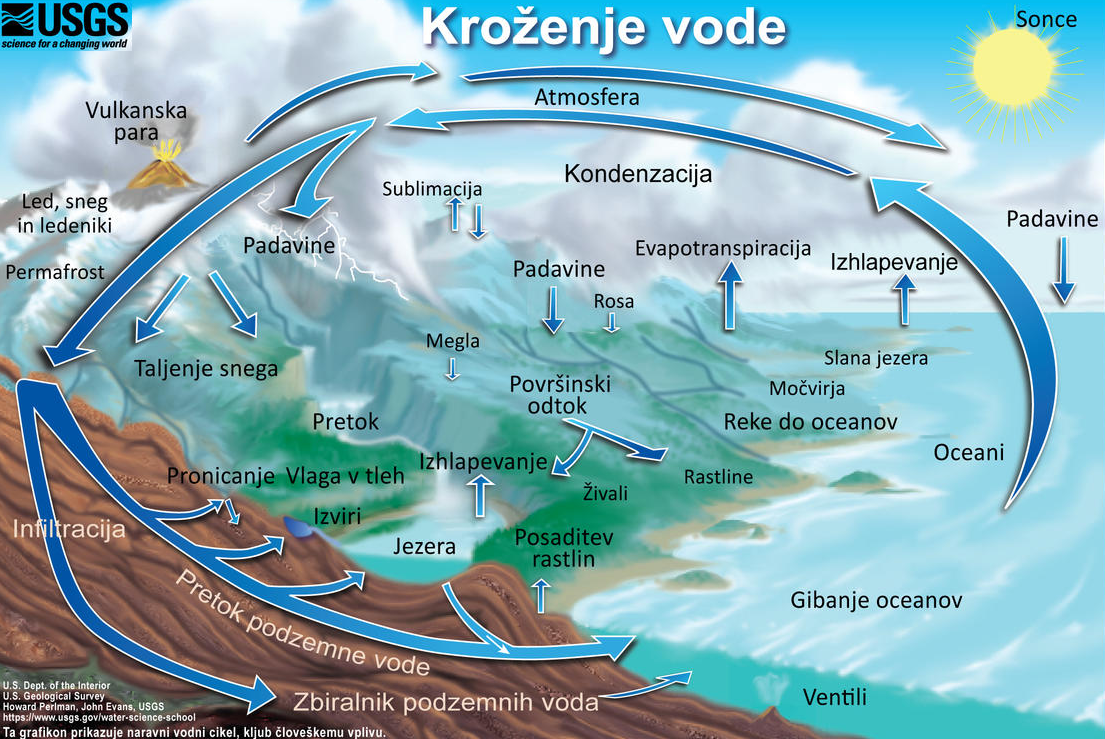 USGS
science for a changing world
Kroženje vode
Sonce
Atmosfera
Vulkanska
para
Kondenzacija
Sublimacija
Led, sneg
in ledeniki
Padavine
Padavine
Evapotranspiracija
Izhlapevanje
Permafrost
Padavine
Rosa
Megla
Taljenje snega
Slana jezera
Površinski
odtok
Močvirja
Pretok
Reke do oceanov
Oceani
Pronicanje
Vlaga v tleh
Izhlapevanje
Rastline
Živali
Izviri
Infiltracija
Jezera
Posaditev
rastlin
Pretok podzemne vode
Gibanje oceanov
Zbiralnik podzemnih voda
Ventili
U.S. Dept. of the Interior
U.S. Geological Survey
Howard Perlman, John Evans, USGS
https://www.usgs.gov/water-science-school
Ta grafikon prikazuje naravni vodni cikel, kljub človeškemu vplivu.